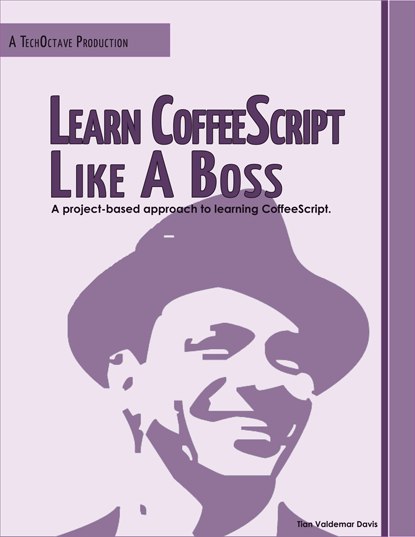 A TechOctave Production
Learn CoffeeScript
Like A Boss
A project-based approach to learning CoffeeScript.
Tian Valdemar Davis